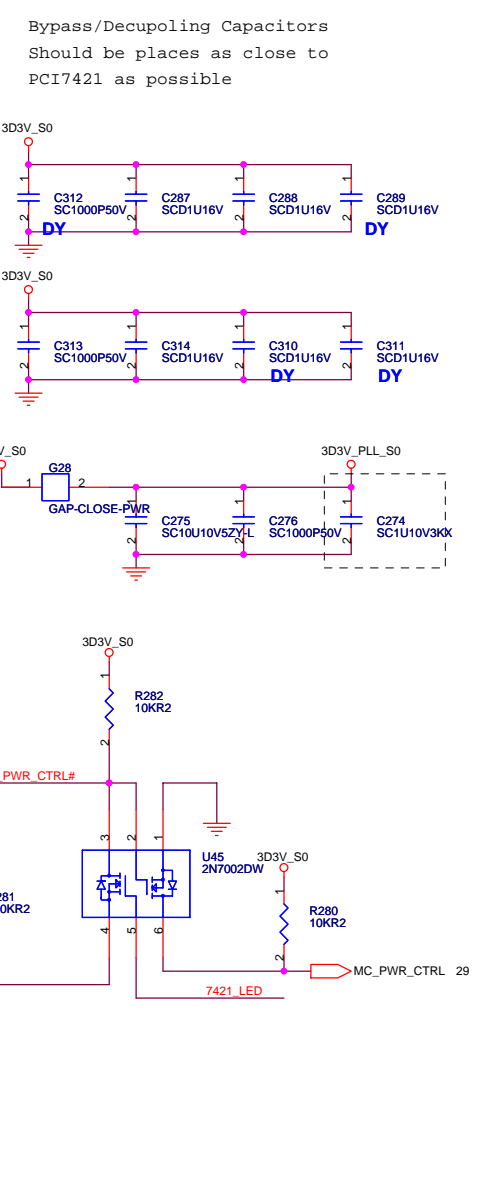 Bypass/Decupoling Capacitors
Should be places as close to
PCI7421 as possible
3D3V_S0
1 1 1 1
C312 C287 C288 C289
SC1000P50V SCD1U16V SCD1U16V SCD1U16V
2 2 2 2
DY DY
3D3V_S0
1 1 1 1
C313 C314 C310 C311
SC1000P50V SCD1U16V SCD1U16V SCD1U16V
2 2 2 2
DY DY
V_S0 3D3V_PLL_S0
G28
1 2
GAP-CLOSE-PWR
1 1 1
C275 C276 C274
SC10U10V5ZY-L SC1000P50V SC1U10V3KX
2 2 2
3D3V_S0
1
R282
10KR2
2
PWR_CTRL#
3 2 1
U45
2N7002DW
3D3V_S0
1
281
0KR2
R280
10KR2
4 5 6
2
MC_PWR_CTRL 29
7421_LED